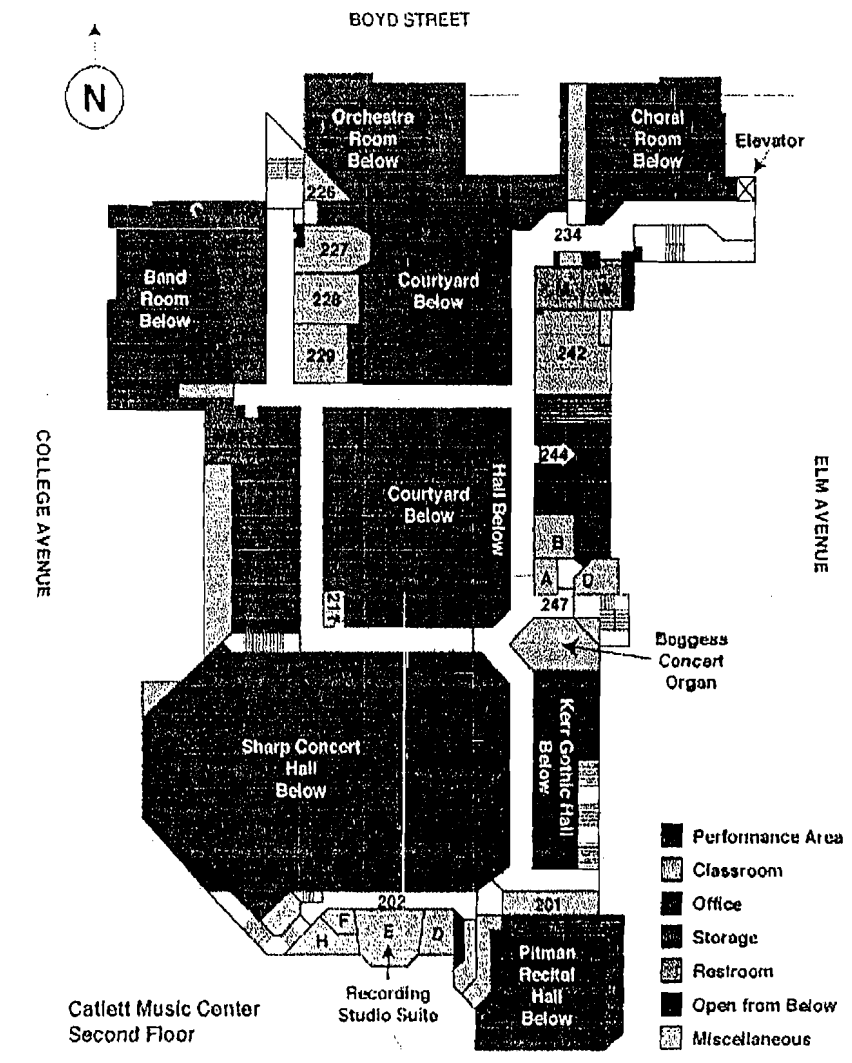 BOYD STREET
N
Orchestra
Room
Below
Choral
Room
Below
Elevator
226
234
227
Band
Room
Below
228
Courtyard
Below
229
242
COLLEGE AVENUE
ELM AVENUE
244
Courtyard
Below
Hall Below
B
A
D
247
Boggess
Concert
Organ
Sharp Concert
Hall
Below
Kerr Gothic Hall
Below
Performance Area
Classroom
Office
Storage
Restroom
Open from Below
Miscellaneous
202
201
F
H
E
D
Pitman
Recital
Hall
Below
Recording
Studio Suite
Catlett Music Center
Second Floor